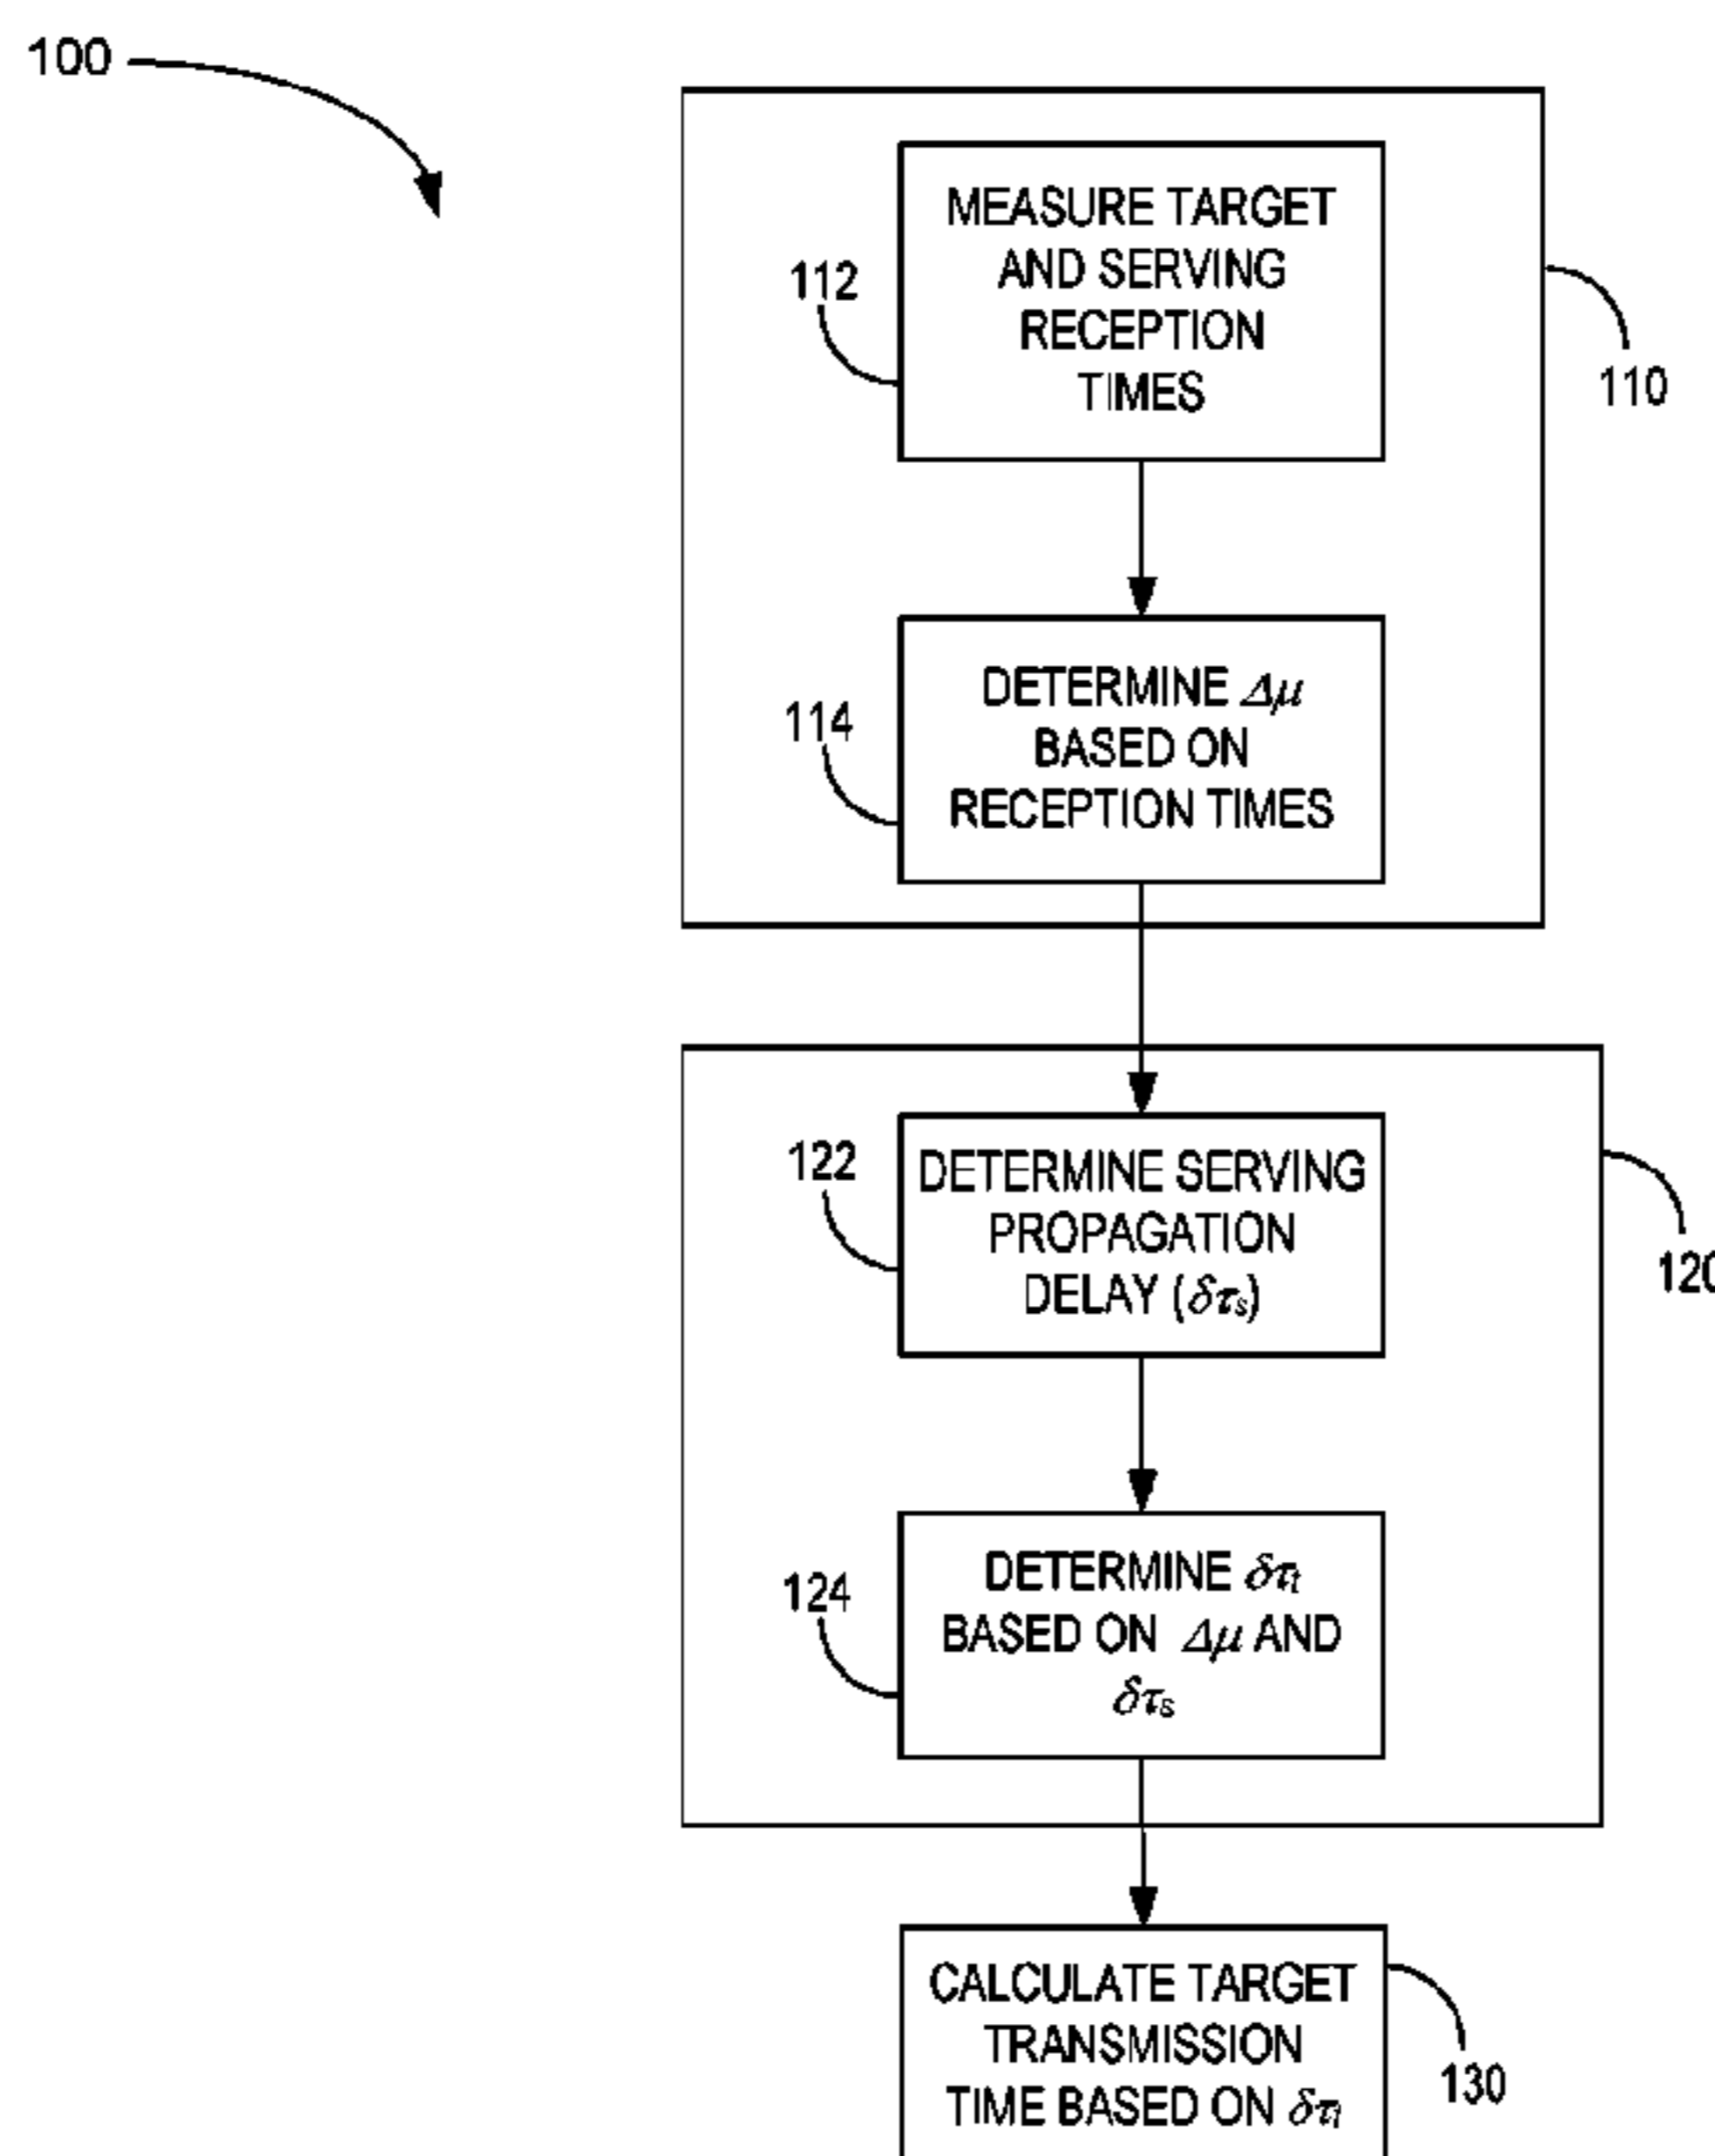 100
MEASURE TARGET
AND SERVING
RECEPTION
TIMES
112
110
DETERMINE Δμ
BASED ON
RECEPTION TIMES
114
DETERMINE SERVING
PROPAGATION
DELAY (δτs)
122
120
DETERMINE δτt
BASED ON Δμ AND
δτs
124
CALCULATE TARGET
TRANSMISSION
TIME BASED ON δτt
130